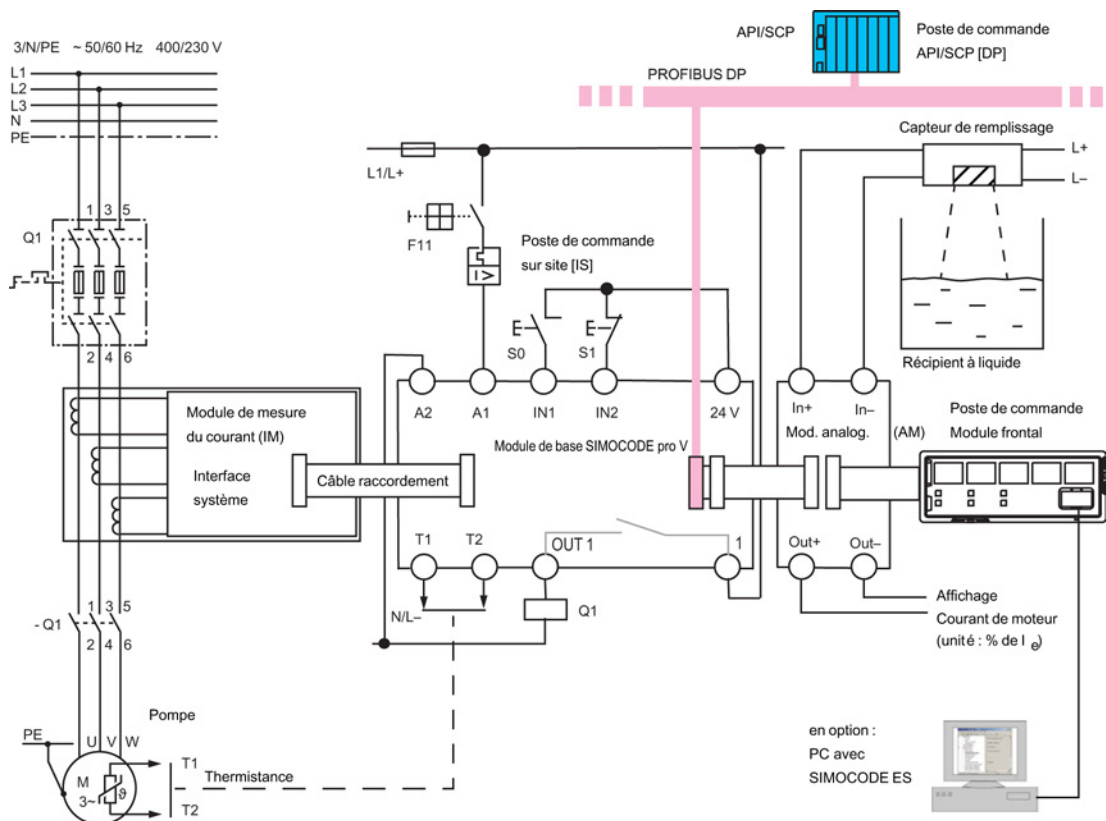 3/N/PE ~ 50/60 Hz 400/230 V
L1
L2
L3
N
PE
API/SCP
Poste de commande
API/SCP [DP]
PROFIBUS DP
Capteur de remplissage
L+
L–
L1/L+
F11
I >
Poste de commande
sur site [IS]
S0
S1
Récipient à liquide
Q1
1 3 5
2 4 6
A2
A1
IN1
IN2
24 V
In+
In–
Mod. analog. (AM)
Poste de commande
Module frontal
Module de mesure
du courant (IM)
Interface
système
Câble raccordement
Module de base SIMOCODE pro V
T1
T2
OUT 1
1
Out+
Out–
N/L–
Q1
Affichage
Courant de moteur
(unité : % de I e)
- Q1
1 3 5
2 4 6
Pompe
PE
U V W
M
3~
ϑ
T1
T2
Thermistance
en option :
PC avec
SIMOCODE ES